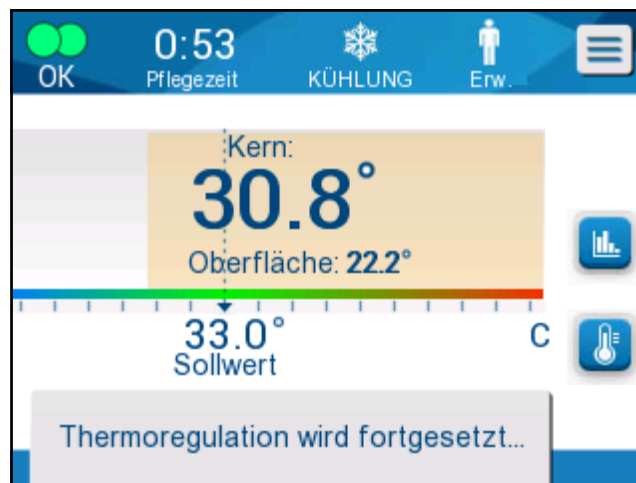 OK
0:53
Pflegezeit
KÜHLUNG
Erw.
Kern:
30.8°
Oberfläche: 22.2°
33.0°
C
Sollwert
Thermoregulation wird fortgesetzt...